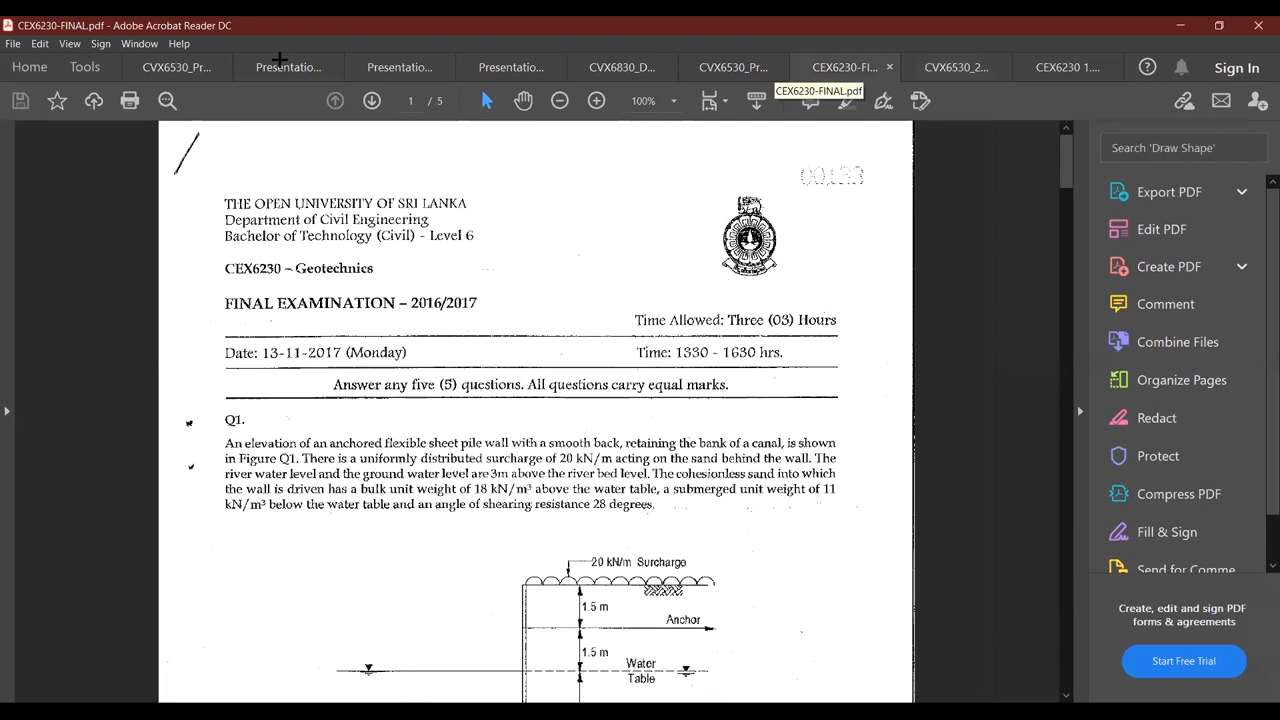 CEX6230-FINAL.pdf - Adobe Acrobat Reader DC
File Edit View Sign Window Help
Home Tools CVX6530_Pr... Presentatio... Presentatio... Presentatio... CVX6830_D... CVX6530_Pr... CEX6230-FI... × CVX6530_2... CEX6230 1.... Sign In
1 / 5 100% CEX6230-FINAL.pdf
Search 'Draw Shape'
Export PDF
Edit PDF
Create PDF
Comment
Combine Files
Organize Pages
Redact
Protect
Compress PDF
Fill & Sign
Send for Comme
Create, edit and sign PDF
forms & agreements
Start Free Trial
00133
THE OPEN UNIVERSITY OF SRI LANKA
Department of Civil Engineering
Bachelor of Technology (Civil) - Level 6
CEX6230 – Geotechnics
FINAL EXAMINATION – 2016/2017
Time Allowed: Three (03) Hours
Date: 13-11-2017 (Monday) Time: 1330 - 1630 hrs.
Answer any five (5) questions. All questions carry equal marks.
Q1.
An elevation of an anchored flexible sheet pile wall with a smooth back, retaining the bank of a canal, is shown
in Figure Q1. There is a uniformly distributed surcharge of 20 kN/m acting on the sand behind the wall. The
river water level and the ground water level are 3m above the river bed level. The cohesionless sand into which
the wall is driven has a bulk unit weight of 18 kN/m³ above the water table, a submerged unit weight of 11
kN/m³ below the water table and an angle of shearing resistance 28 degrees.
20 kN/m Surcharge
1.5 m
Anchor
1.5 m
Water
Table